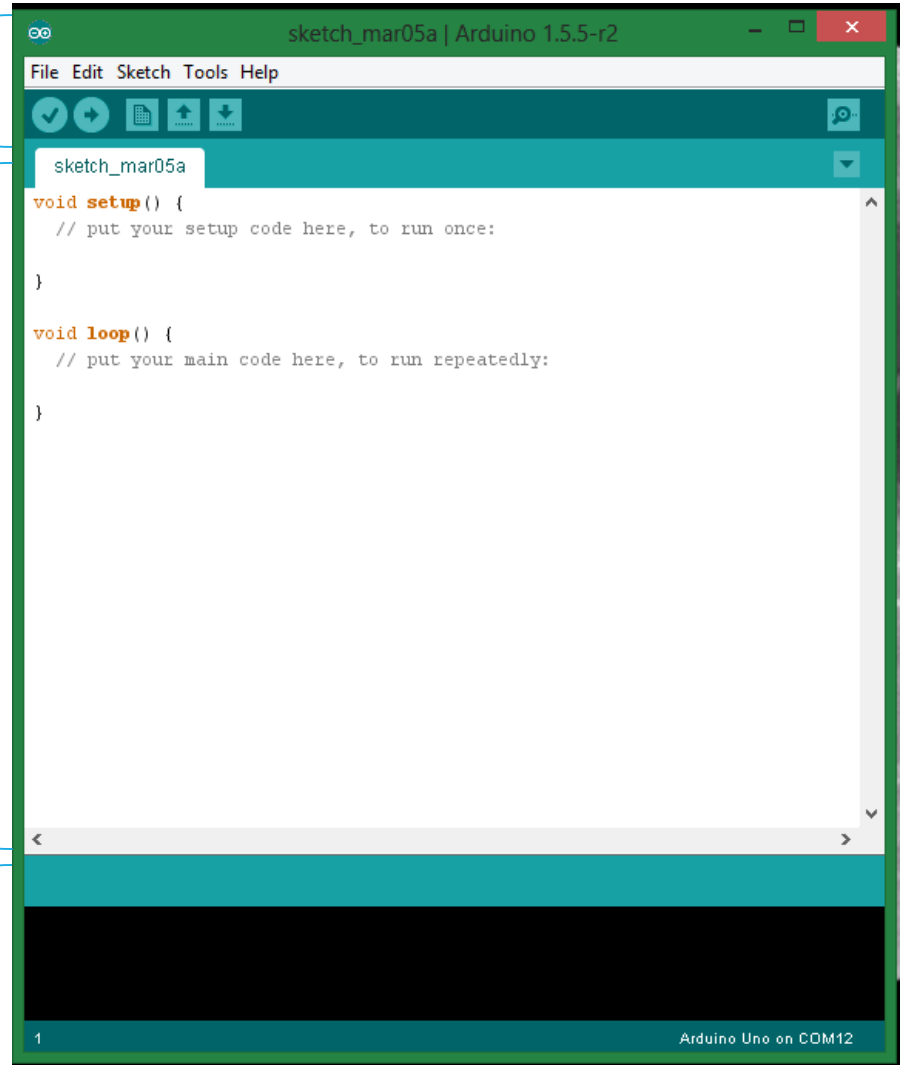 sketch_mar05a | Arduino 1.5.5-r2
File Edit Sketch Tools Help
sketch_mar05a
void setup() {
  // put your setup code here, to run once:
}
void loop() {
  // put your main code here, to run repeatedly:
}
1 Arduino Uno on COM12